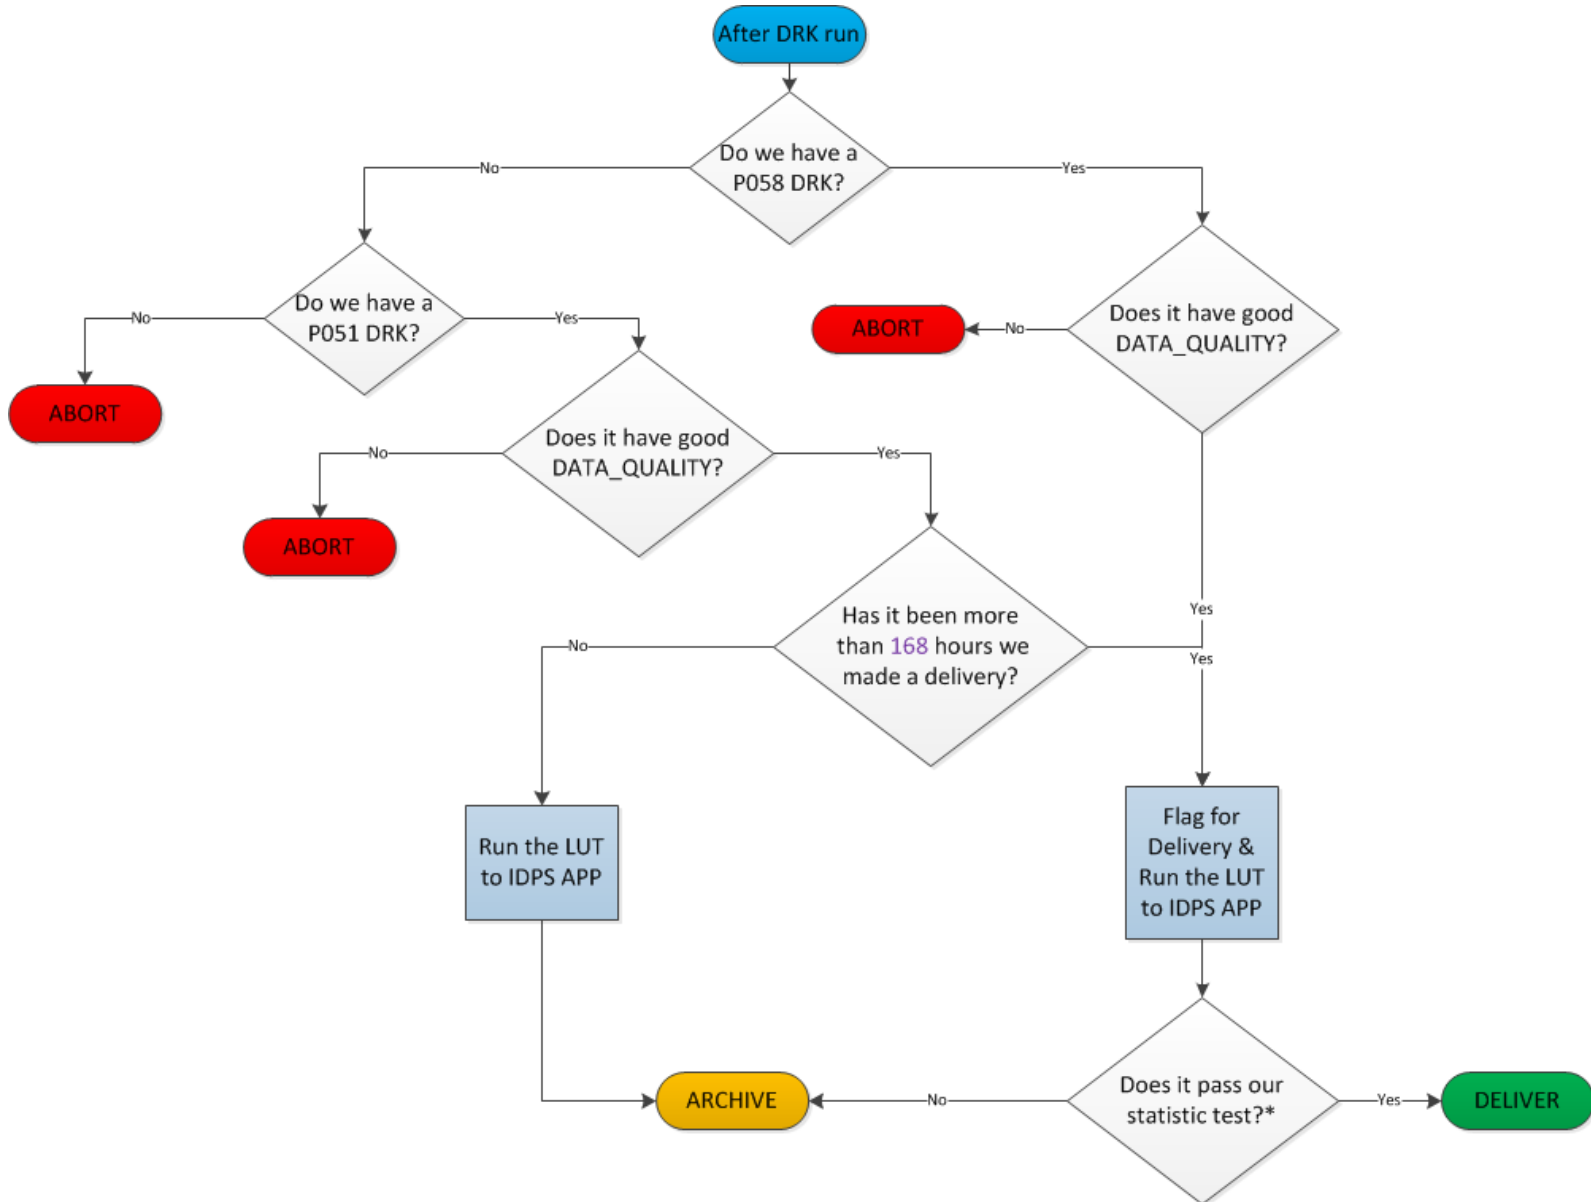 After DRK run
Do we have a
P058 DRK?
No
Yes
Do we have a
P051 DRK?
No
Yes
ABORT
Does it have good
DATA_QUALITY?
No
ABORT
Does it have good
DATA_QUALITY?
No
Yes
ABORT
Yes
Has it been more
than 168 hours we
made a delivery?
No
Yes
Run the LUT
to IDPS APP
Flag for
Delivery &
Run the LUT
to IDPS APP
Does it pass our
statistic test?*
No
Yes
ARCHIVE
DELIVER